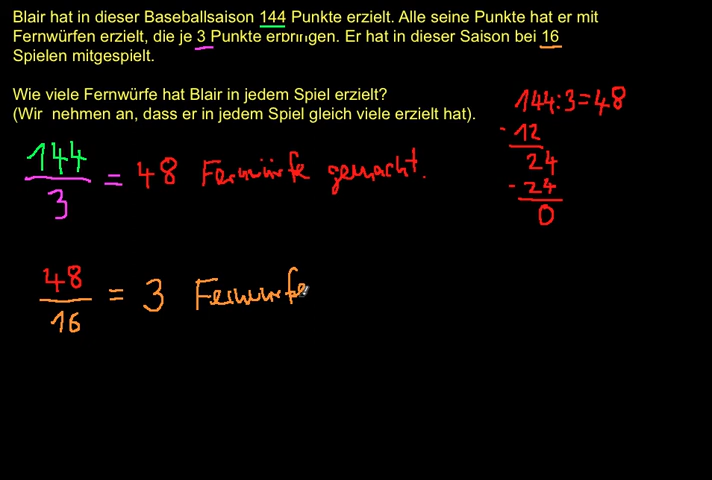 Blair hat in dieser Baseballsaison 144 Punkte erzielt. Alle seine Punkte hat er mit
Fernwürfen erzielt, die je 3 Punkte erbringen. Er hat in dieser Saison bei 16
Spielen mitgespielt.
Wie viele Fernwürfe hat Blair in jedem Spiel erzielt?
(Wir nehmen an, dass er in jedem Spiel gleich viele erzielt hat).
144:3=48
-12
24
-24
0
144
3
= 48 Fernwürfe gemacht.
48
16
= 3 Fernwürfe